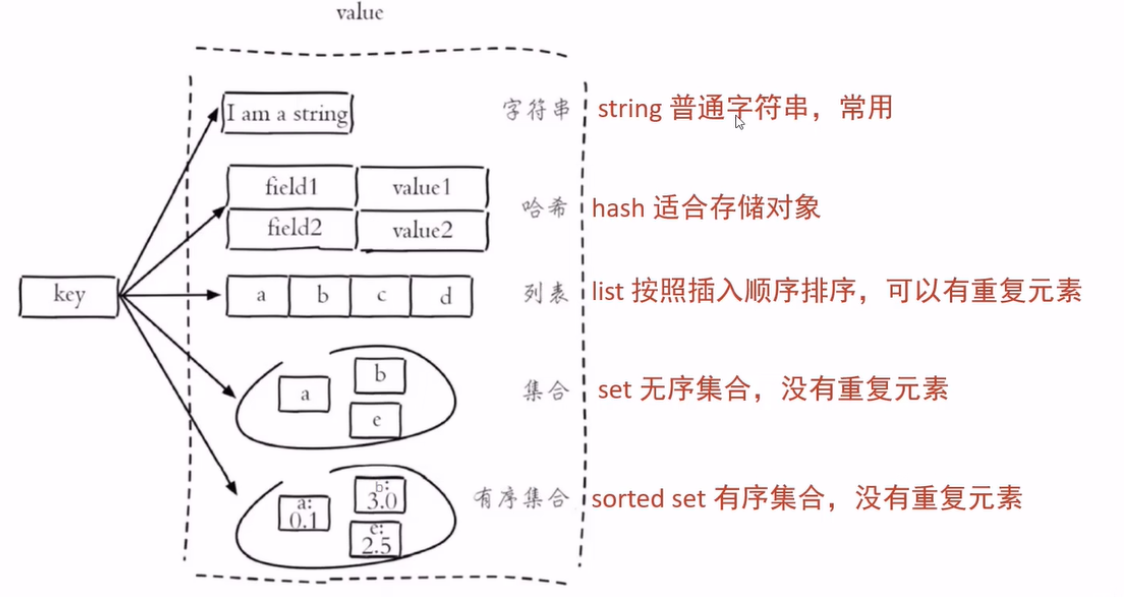 value
I am a string
字符串
string 普通字符串，常用
field1
value1
field2
value2
哈希
hash 适合存储对象
key
a
b
c
d
列表
list 按照插入顺序排序，可以有重复元素
a
b
e
集合
set 无序集合，没有重复元素
a:
0.1
b:
3.0
e:
2.5
有序集合
sorted set 有序集合，没有重复元素